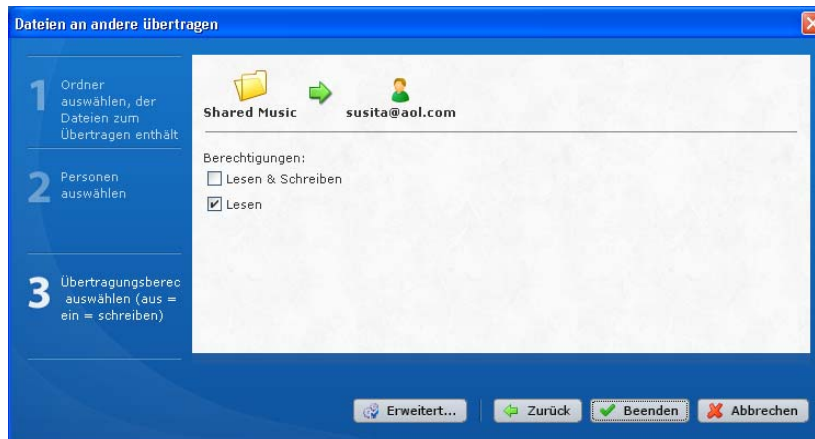 Dateien an andere übertragen
1 Ordner
auswählen, der
Dateien zum
Übertragen enthält
2 Personen
auswählen
3 Übertragungsberec
auswählen (aus =
ein = schreiben)
Shared Music
susita@aol.com
Berechtigungen:
Lesen & Schreiben
Lesen
Erweitert...
Zurück
Beenden
Abbrechen